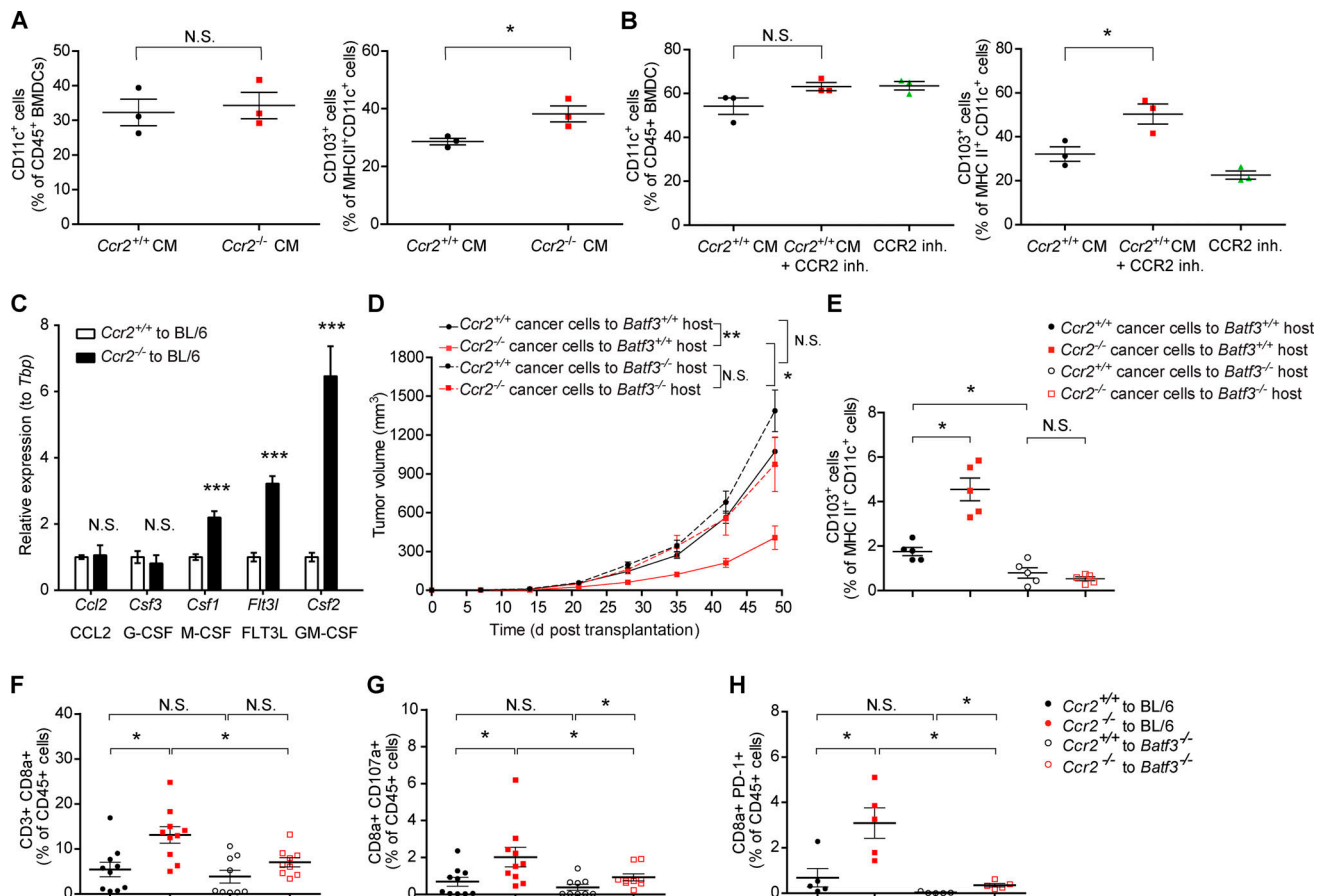 A
N.S.
CD11c+ cells
(% of CD45+ BMDCs)
50
40
30
20
10
0
Ccr2+/+ CM
Ccr2-/- CM
*
CD103+ cells
(% of MHCII+CD11c+ cells)
60
40
20
0
Ccr2+/+ CM
Ccr2-/- CM
B
N.S.
CD11c+ cells
(% of CD45+ BMDC)
80
60
40
20
0
Ccr2+/+ CM
Ccr2+/+ CM
+ CCR2 inh.
CCR2 inh.
*
CD103+ cells
(% of MHC II+ CD11c+ cells)
80
60
40
20
0
Ccr2+/+ CM
Ccr2+/+ CM
+ CCR2 inh.
CCR2 inh.
C
Relative expression (to Tbp)
8
6
4
2
0
Ccr2+/+ to BL/6
Ccr2-/- to BL/6
N.S.
N.S.
***
***
***
Ccl2 Csf3 Csf1 Flt3l Csf2
CCL2 G-CSF M-CSF FLT3L GM-CSF
D
Ccr2+/+ cancer cells to Batf3+/+ host
Ccr2-/- cancer cells to Batf3+/+ host
Ccr2+/+ cancer cells to Batf3-/- host
Ccr2-/- cancer cells to Batf3-/- host
**
N.S.
N.S.
*
Tumor volume (mm3)
1800
1500
1200
900
600
300
0
0 5 10 15 20 25 30 35 40 45 50
Time (d post transplantation)
E
Ccr2+/+ cancer cells to Batf3+/+ host
Ccr2-/- cancer cells to Batf3+/+ host
Ccr2+/+ cancer cells to Batf3-/- host
Ccr2-/- cancer cells to Batf3-/- host
CD103+ cells
(% of MHC II+ CD11c+ cells)
8
6
4
2
0
*
*
N.S.
F
CD3+ CD8a+
(% of CD45+ cells)
40
30
20
10
0
N.S.
N.S.
*
*
G
CD8a+ CD107a+
(% of CD45+ cells)
8
6
4
2
0
N.S.
*
*
*
H
CD8a+ PD-1+
(% of CD45+ cells)
8
6
4
2
0
N.S.
*
*
*
Ccr2+/+ to BL/6
Ccr2-/- to BL/6
Ccr2+/+ to Batf3-/-
Ccr2-/- to Batf3-/-